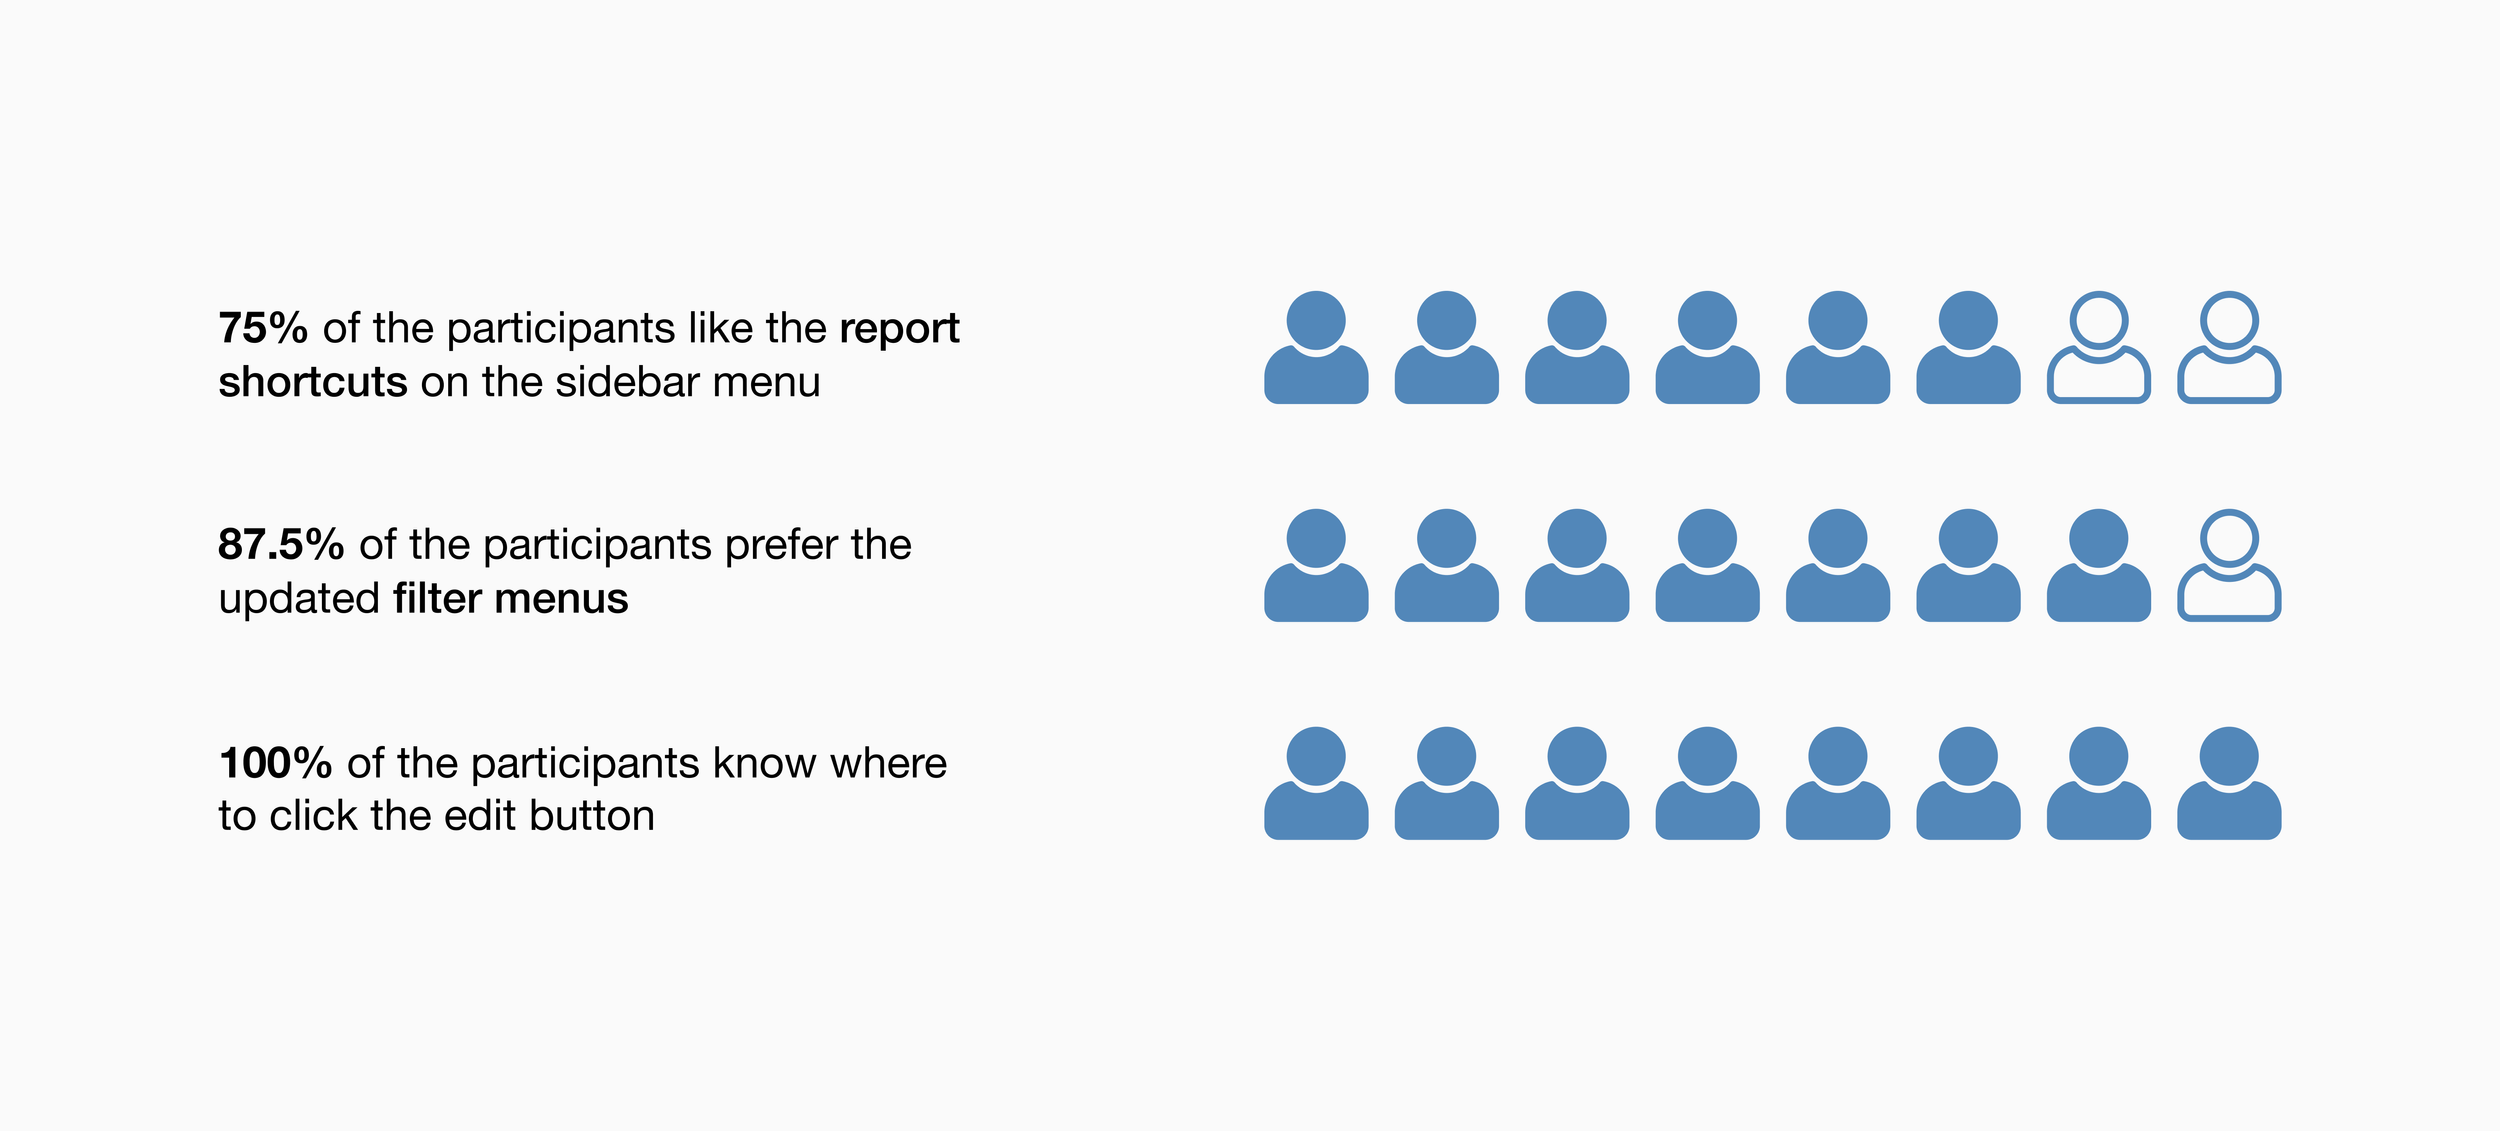 75% of the participants like the report
shortcuts on the sidebar menu
87.5% of the participants prefer the
updated filter menus
100% of the participants know where
to click the edit button